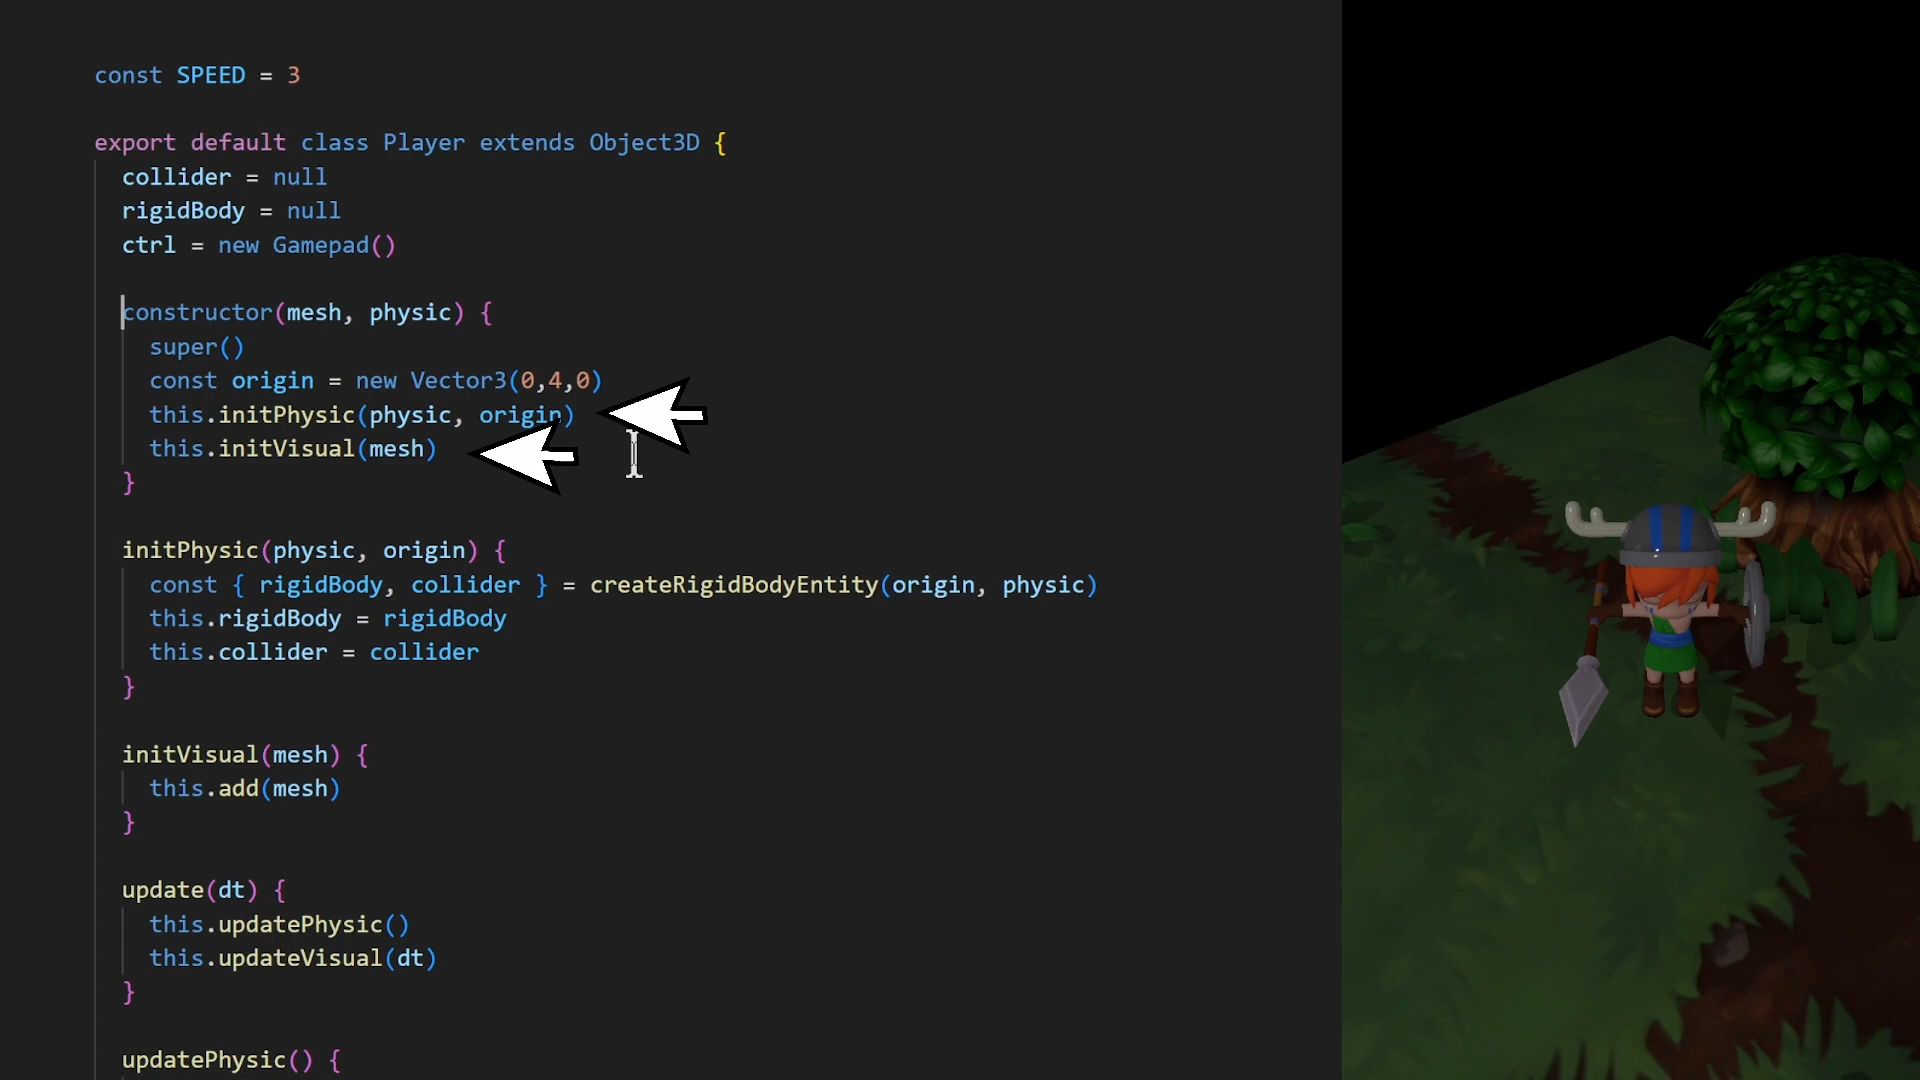 const SPEED = 3
export default class Player extends Object3D {
collider = null
rigidBody = null
ctrl = new Gamepad()
constructor(mesh, physic) {
super()
const origin = new Vector3(0,4,0)
this.initPhysic(physic, origin)
this.initVisual(mesh)
}
initPhysic(physic, origin) {
const { rigidBody, collider } = createRigidBodyEntity(origin, physic)
this.rigidBody = rigidBody
this.collider = collider
}
initVisual(mesh) {
this.add(mesh)
}
update(dt) {
this.updatePhysic()
this.updateVisual(dt)
}
updatePhysic() {